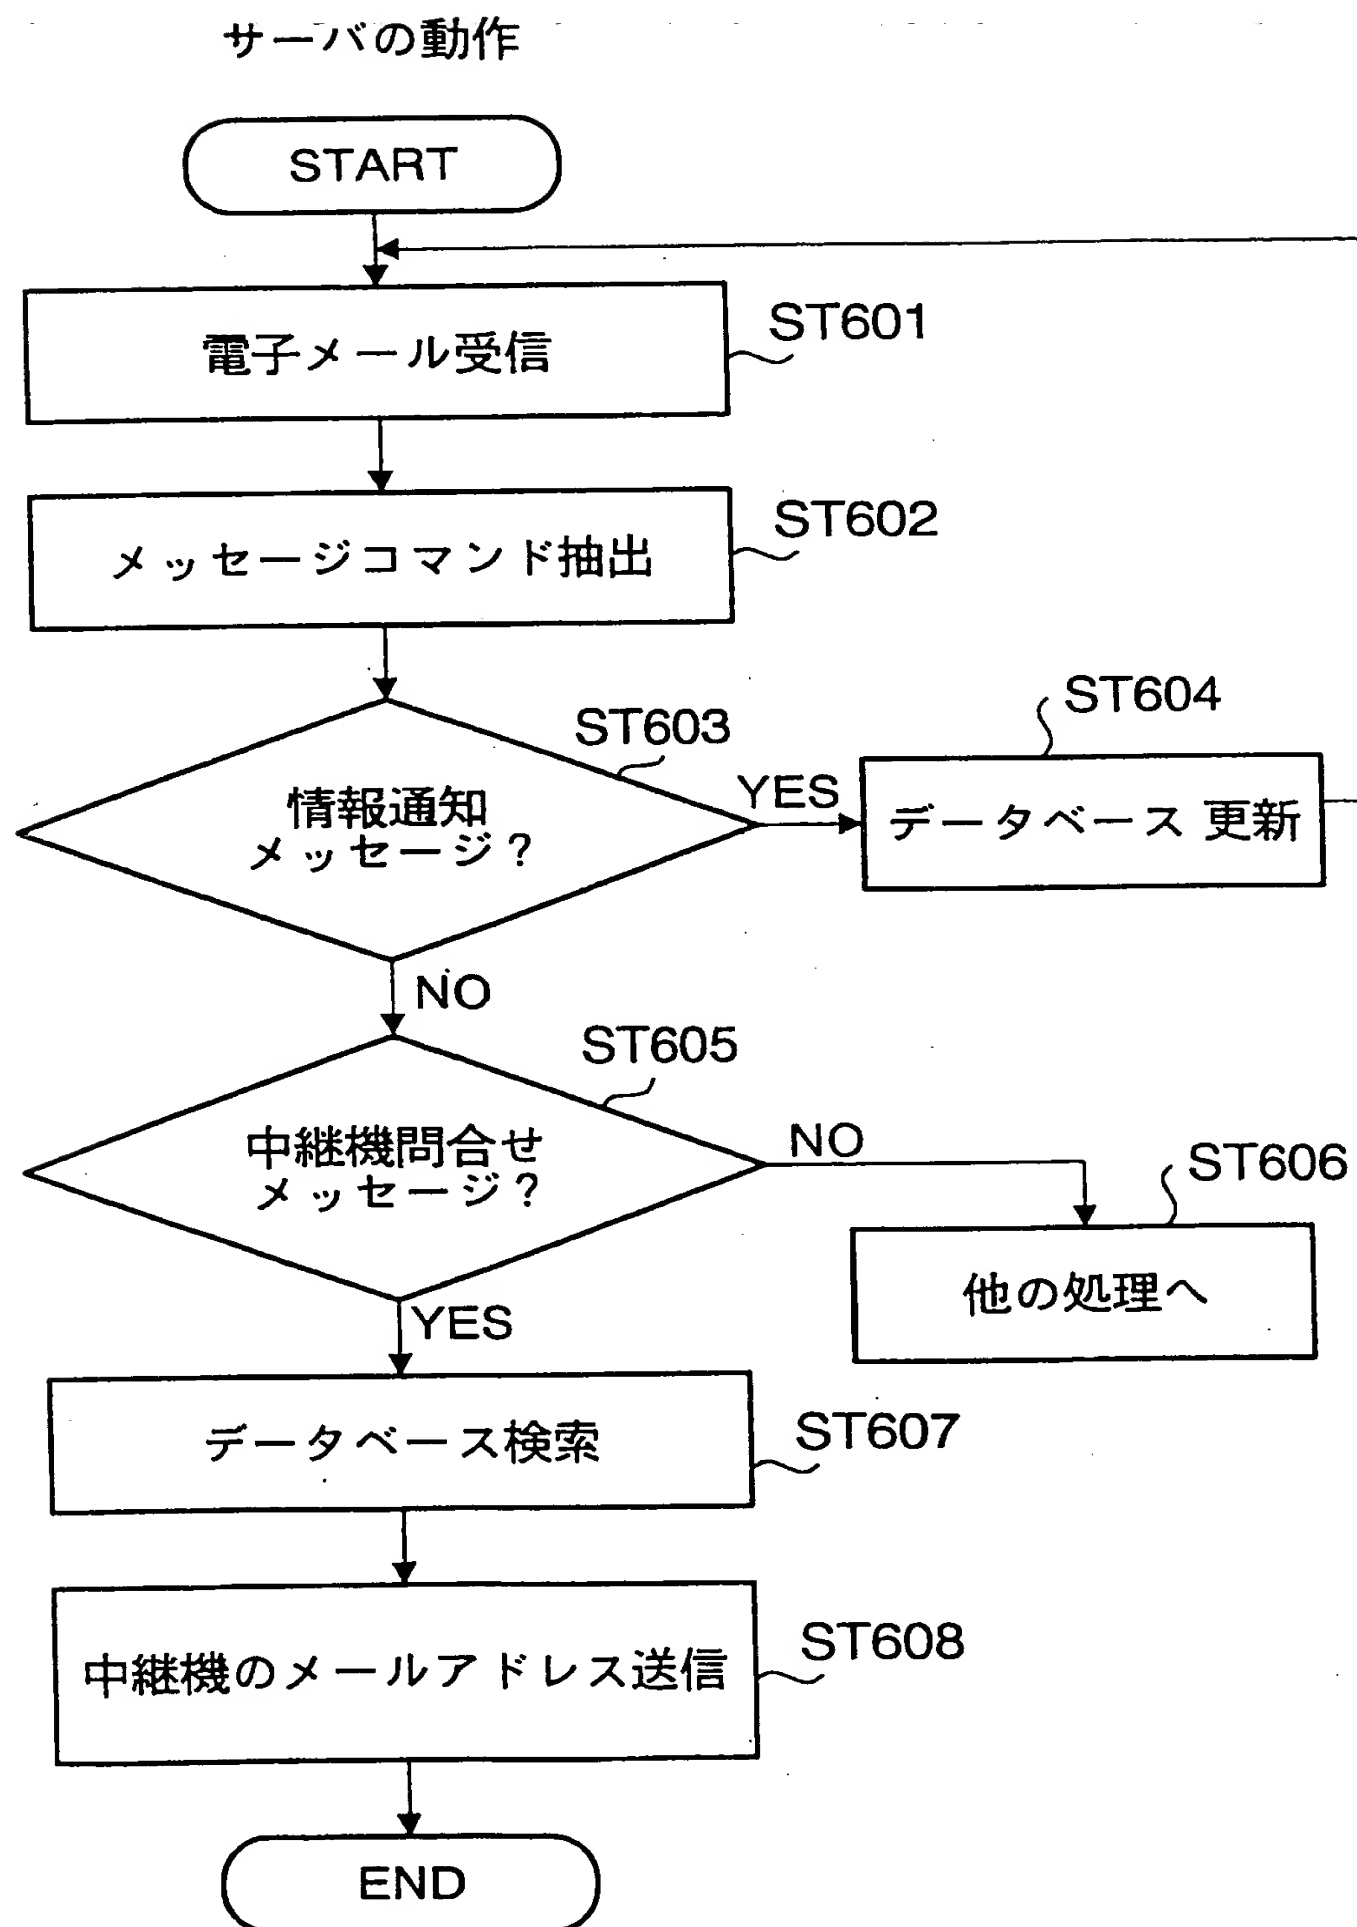 サーバの動作
START
電子メール受信
ST601
メッセージコマンド抽出
ST602
ST603
情報通知
メッセージ?
YES
ST604
データベース 更新
NO
ST605
中継機問合せ
メッセージ?
NO
ST606
他の処理へ
YES
データベース検索
ST607
中継機のメールアドレス送信
ST608
END